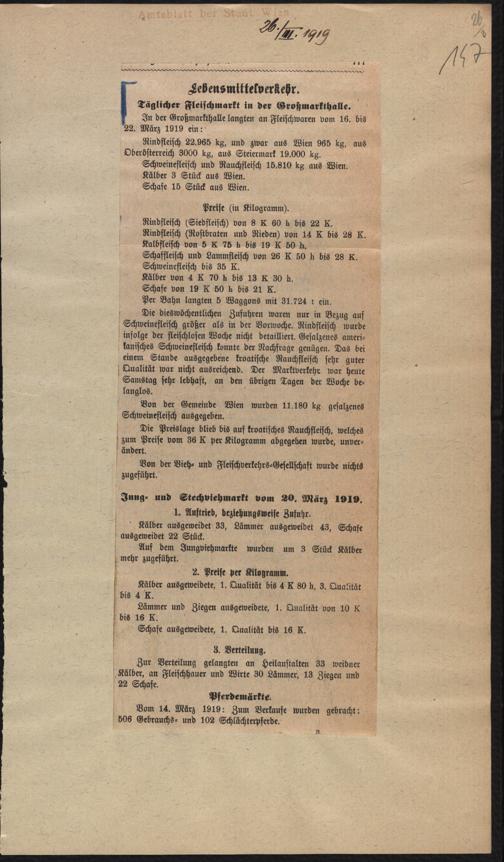 Amtsblatt der Stadt Wien
26./III. 1919
147
Lebensmittelverkehr.
Täglicher Fleischmarkt in der Großmarkthalle.
In der Großmarkthalle langten an Fleischwaren vom 16. bis
22. März 1919 ein:
Rindfleisch 22.965 kg, und zwar aus Wien 965 kg, aus
Oberösterreich 3000 kg, aus Steiermark 19.000 kg.
Schweinefleisch und Rauchfleisch 15.810 kg aus Wien.
Kälber 3 Stück aus Wien.
Schafe 15 Stück aus Wien.
Preise (in Kilogramm).
Rindfleisch (Siedfleisch) von 8 K 60 h bis 22 K.
Rindfleisch (Rostbraten und Rieden) von 14 K bis 28 K.
Kalbfleisch von 5 K 75 h bis 19 K 50 h.
Schaffleisch und Lammfleisch von 26 K 50 h bis 28 K.
Schweinefleisch bis 35 K.
Kälber von 4 K 70 h bis 13 K 30 h.
Schafe von 19 K 50 h bis 21 K.
Per Bahn langten 5 Waggons mit 31.724 t ein.
Die dieswöchentlichen Zufuhren waren nur in Bezug auf
Schweinefleisch größer als in der Vorwoche. Rindfleisch wurde
infolge der fleischlosen Woche nicht detailliert. Gesalzenes ameri-
kanisches Schweinefleisch konnte der Nachfrage genügen. Das bei
einem Stande ausgegebene kroatische Rauchfleisch sehr guter
Qualität war nicht ausreichend. Der Marktverkehr war heute
Samstag sehr lebhaft, an den übrigen Tagen der Woche be-
langlos.
Von der Gemeinde Wien wurden 11.180 kg gesalzenes
Schweinefleisch ausgegeben.
Die Preislage blieb bis auf kroatisches Rauchfleisch, welches
zum Preise vom 36 K per Kilogramm abgegeben wurde, unver-
ändert.
Von der Vieh- und Fleischverkehrs-Gesellschaft wurde nichts
zugeführt.
Jung- und Stechviehmarkt vom 20. März 1919.
1. Auftrieb, beziehungsweise Zufuhr.
Kälber ausgeweidet 33, Lämmer ausgeweidet 43, Schafe
ausgeweidet 22 Stück.
Auf dem Jungviehmarkte wurden um 3 Stück Kälber
mehr zugeführt.
2. Preise per Kilogramm.
Kälber ausgeweidete, 1. Qualität bis 4 K 80 h, 3. Qualität
bis 4 K.
Lämmer und Ziegen ausgeweidete, 1. Qualität von 10 K
bis 16 K.
Schafe ausgeweidete, 1. Qualität bis 16 K.
3. Verteilung.
Zur Verteilung gelangten an Heilanstalten 33 weidner
Kälber, an Fleischhauer und Wirte 30 Lämmer, 13 Ziegen und
22 Schafe.
Pferdemärkte.
Vom 14. März 1919: Zum Verkaufe wurden gebracht:
506 Gebrauchs- und 102 Schlächterpferde.